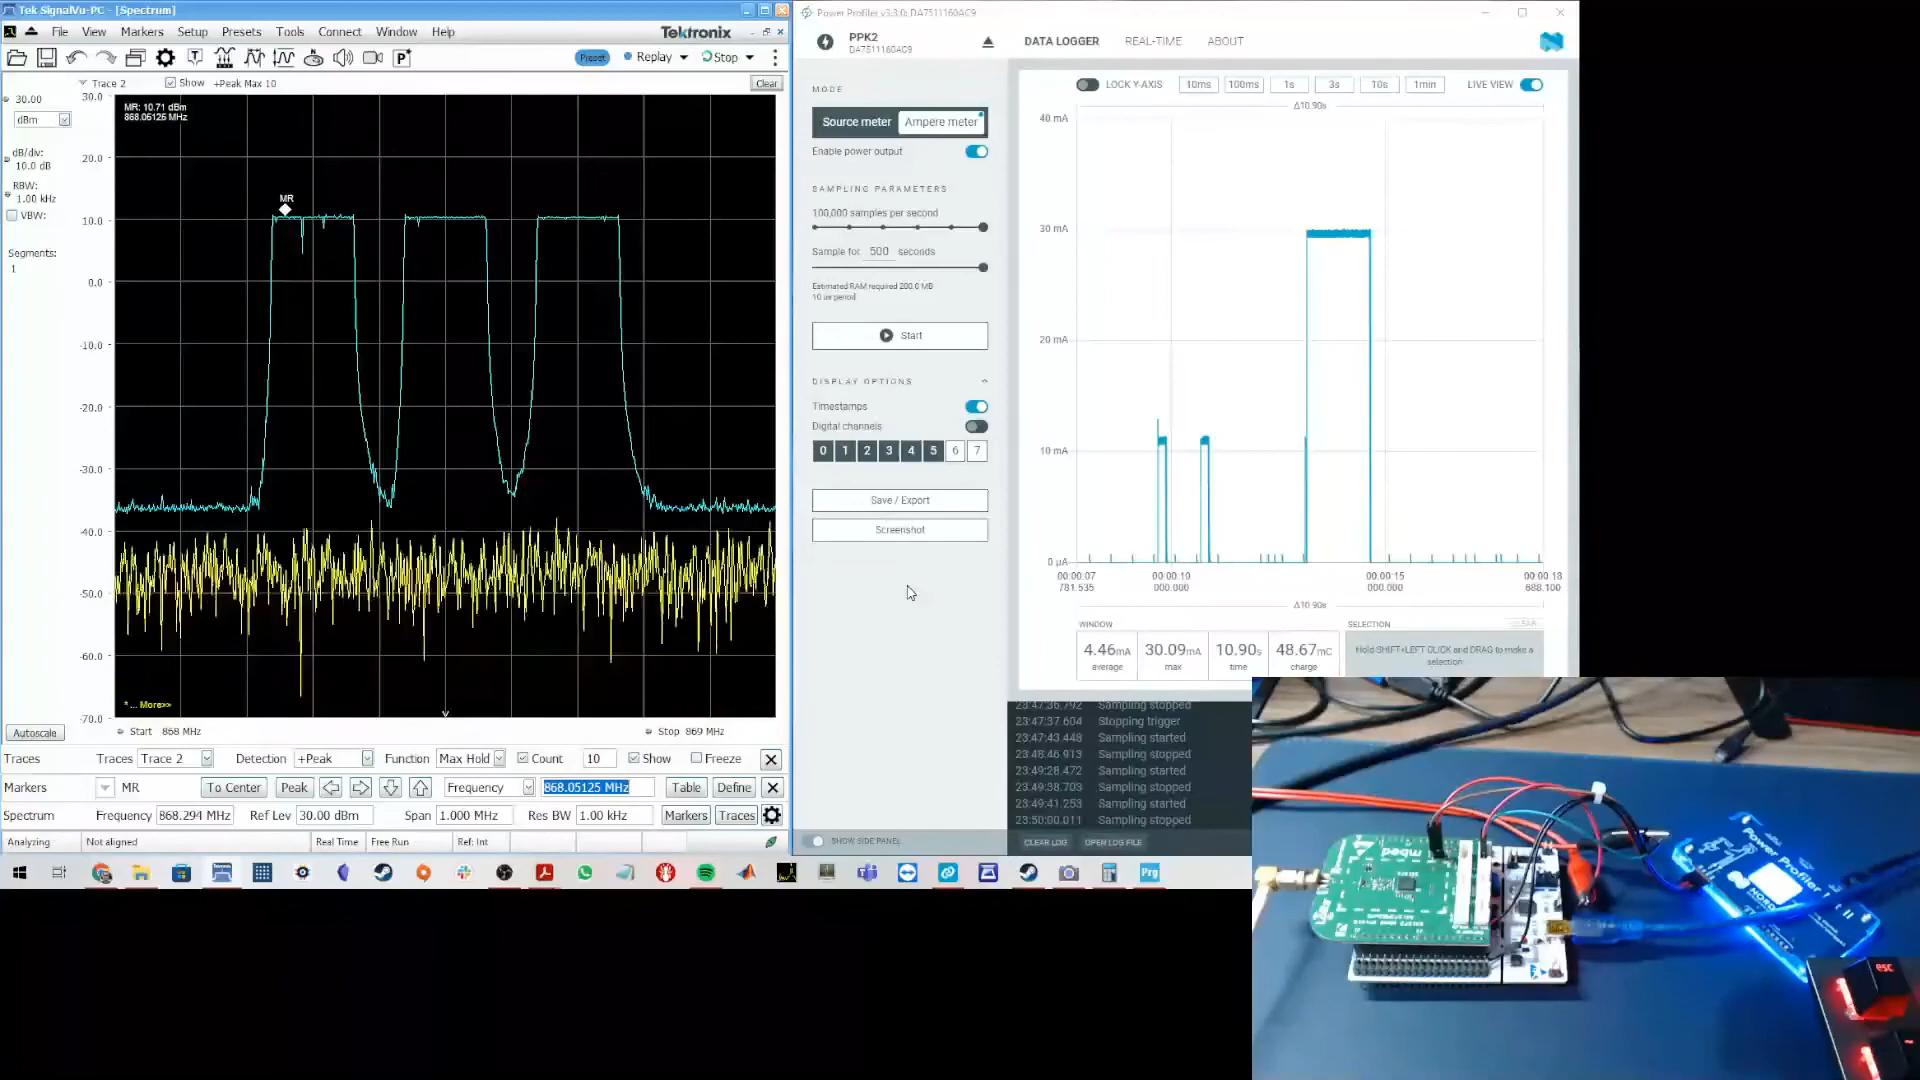 Tek SignalVu-PC - [Spectrum]
File View Markers Setup Presets Tools Connect Window Help
Tektronix
Preset Replay Stop
Trace 2 Show +Peak Max 10 Clear
30.00
dBm
dB/div:
10.0 dB
RBW:
1.00 kHz
VBW:
Segments:
1
MR: 10.71 dBm
868.05125 MHz
MR
30.0
20.0
10.0
0.0
-10.0
-20.0
-30.0
-40.0
-50.0
-60.0
-70.0
* ... More>>
Autoscale
Start 868 MHz
Stop 869 MHz
Traces Traces Trace 2 Detection +Peak Function Max Hold Count 10 Show Freeze
Markers MR To Center Peak Frequency 868.05125 MHz Table Define
Spectrum Frequency 868.294 MHz Ref Lev 30.00 dBm Span 1.000 MHz Res BW 1.00 kHz Markers Traces
Analyzing Not aligned Real Time Free Run Ref: Int
Prg
Power Profiler v3.3.0: DA7511160AC9
PPK2
DA7511160AC9
DATA LOGGER REAL-TIME ABOUT
MODE
Source meter Ampere meter
Enable power output
SAMPLING PARAMETERS
100,000 samples per second
Sample for 500 seconds
Estimated RAM required 200.0 MB
10 µs period
Start
DISPLAY OPTIONS
Timestamps
Digital channels
0 1 2 3 4 5 6 7
Save / Export
Screenshot
SHOW SIDE PANEL
LOCK Y-AXIS 10ms 100ms 1s 3s 10s 1min LIVE VIEW
Δ10.90s
40 mA
30 mA
20 mA
10 mA
0 µA
00:00:07 00:00:10 00:00:15 00:00:18
781.535 000.000 000.000 688.100
Δ10.90s
WINDOW
4.46mA 30.09mA 10.90s 48.67mC
average max time charge
SELECTION CLEAR
Hold SHIFT+LEFT CLICK and DRAG to make a
selection
23:47:36.792 Sampling stopped
23:47:37.604 Stopping trigger
23:47:43.448 Sampling started
23:48:46.913 Sampling stopped
23:49:28.472 Sampling started
23:49:38.703 Sampling stopped
23:49:41.253 Sampling started
23:50:00.011 Sampling stopped
CLEAR LOG OPEN LOG FILE
mbed
Power Profiler
esc